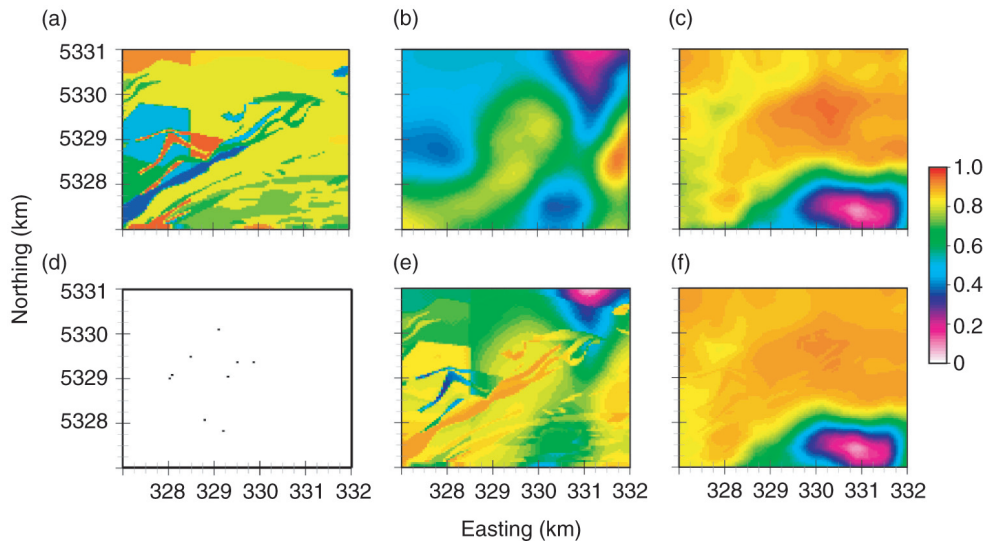 (a)
(b)
(c)
5331
5330
5329
5328
1.0
0.8
0.6
0.4
0.2
0
Northing (km)
(d)
(e)
(f)
5331
5330
5329
5328
328 329 330 331 332
328 329 330 331 332
328 329 330 331 332
Easting (km)